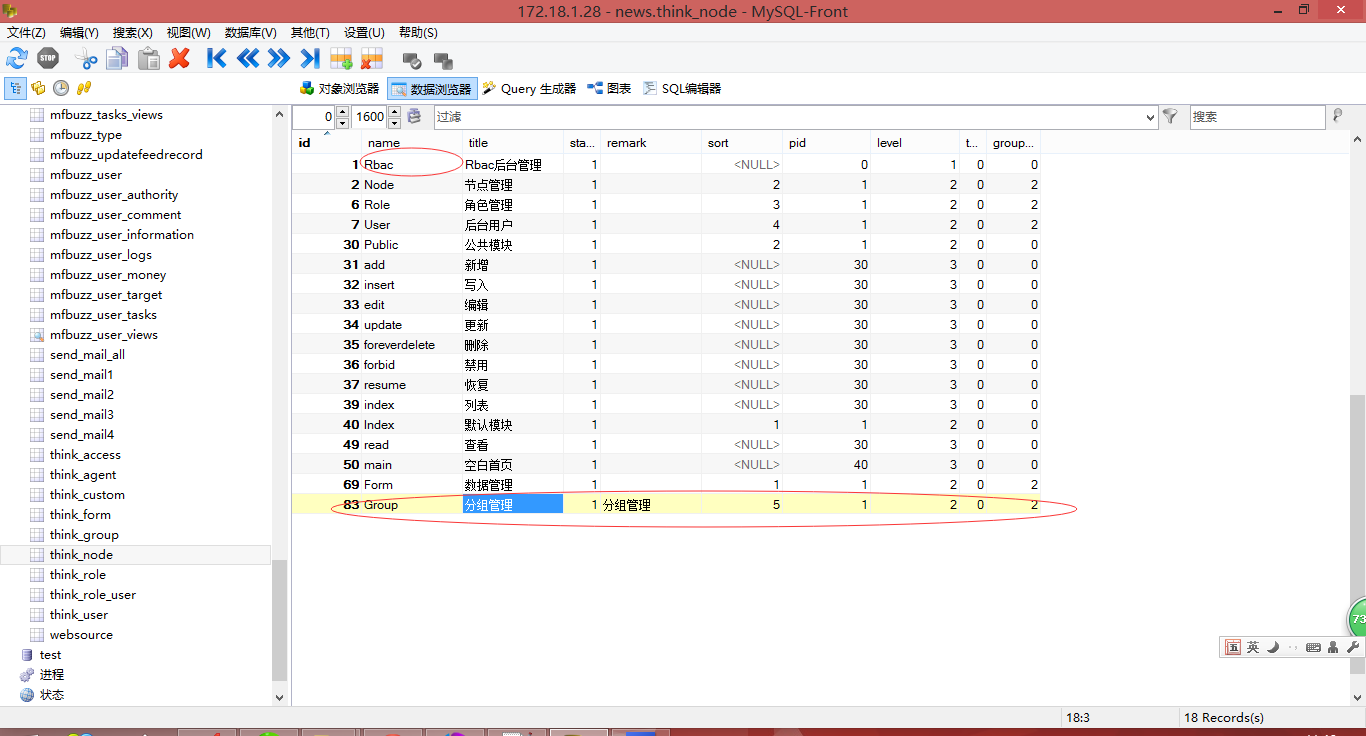 172.18.1.28 - news.think_node - MySQL-Front
文件(Z) 编辑(Y) 搜索(X) 视图(W) 数据库(V) 其他(T) 设置(U) 帮助(S)
STOP
对象浏览器 数据浏览器 Query 生成器 图表 SQL编辑器
0 1600 过滤 搜索
mfbuzz_tasks_views
mfbuzz_type
mfbuzz_updatefeedrecord
mfbuzz_user
mfbuzz_user_authority
mfbuzz_user_comment
mfbuzz_user_information
mfbuzz_user_logs
mfbuzz_user_money
mfbuzz_user_target
mfbuzz_user_tasks
mfbuzz_user_views
send_mail_all
send_mail1
send_mail2
send_mail3
send_mail4
think_access
think_agent
think_custom
think_form
think_group
think_node
think_role
think_role_user
think_user
websource
test
进程
状态
id name title sta... remark sort pid level t... group...
1 Rbac Rbac后台管理 1 <NULL> 0 1 0 0
2 Node 节点管理 1 2 1 2 0 2
6 Role 角色管理 1 3 1 2 0 2
7 User 后台用户 1 4 1 2 0 2
30 Public 公共模块 1 2 1 2 0 0
31 add 新增 1 <NULL> 30 3 0 0
32 insert 写入 1 <NULL> 30 3 0 0
33 edit 编辑 1 <NULL> 30 3 0 0
34 update 更新 1 <NULL> 30 3 0 0
35 foreverdelete 删除 1 <NULL> 30 3 0 0
36 forbid 禁用 1 <NULL> 30 3 0 0
37 resume 恢复 1 <NULL> 30 3 0 0
39 index 列表 1 <NULL> 30 3 0 0
40 Index 默认模块 1 1 1 2 0 0
49 read 查看 1 <NULL> 30 3 0 0
50 main 空白首页 1 <NULL> 40 3 0 0
69 Form 数据管理 1 1 1 2 0 2
83 Group 分组管理 1 分组管理 5 1 2 0 2
73
五 英
18:3 18 Records(s)